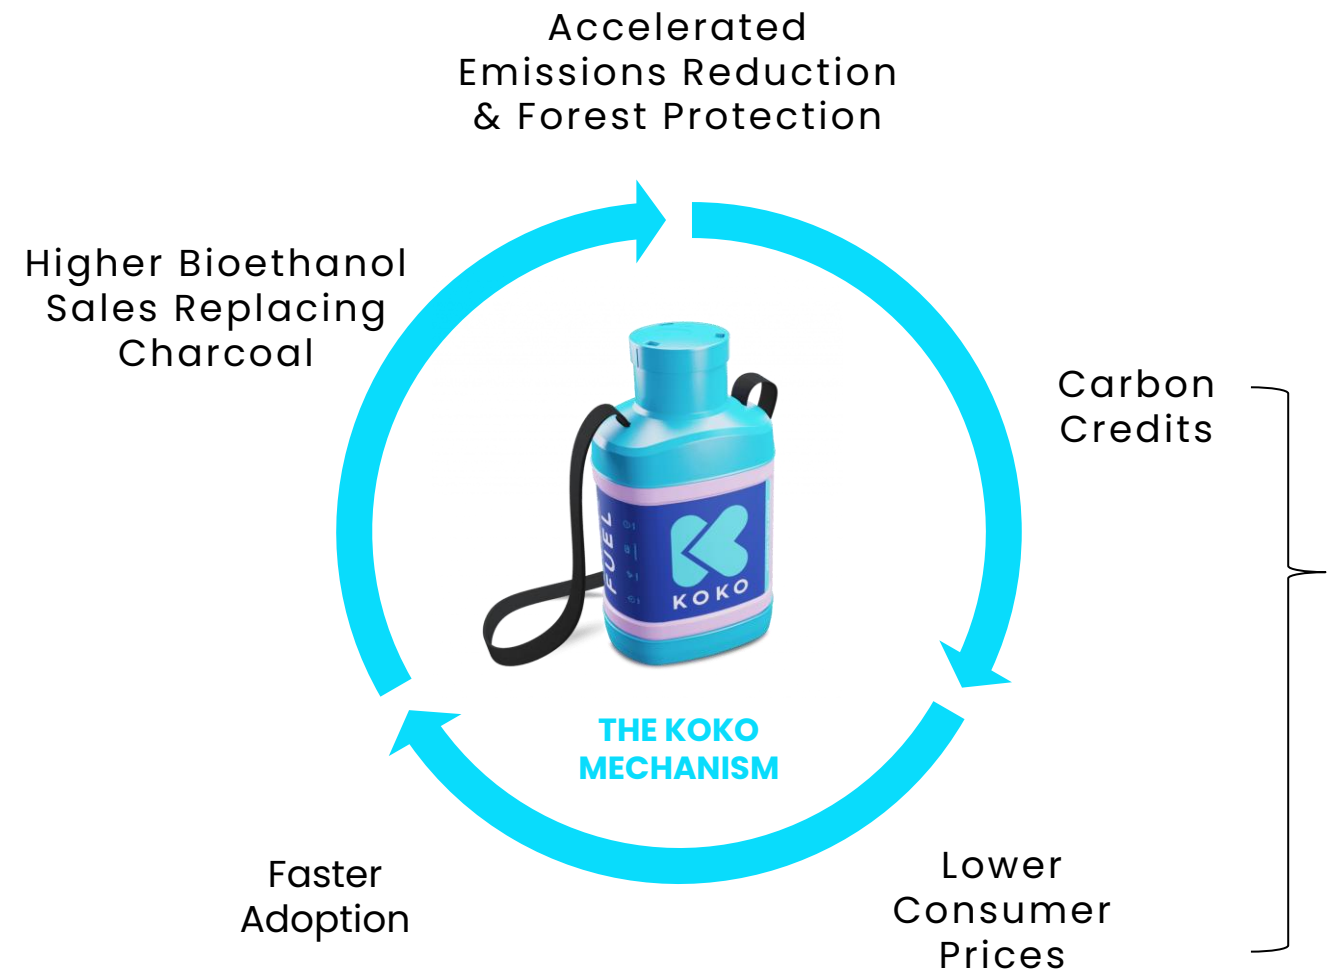 Accelerated
Emissions Reduction
& Forest Protection
Higher Bioethanol
Sales Replacing
Charcoal
Carbon
Credits
FUEL
KOKO
THE KOKO
MECHANISM
Faster
Adoption
Lower
Consumer
Prices